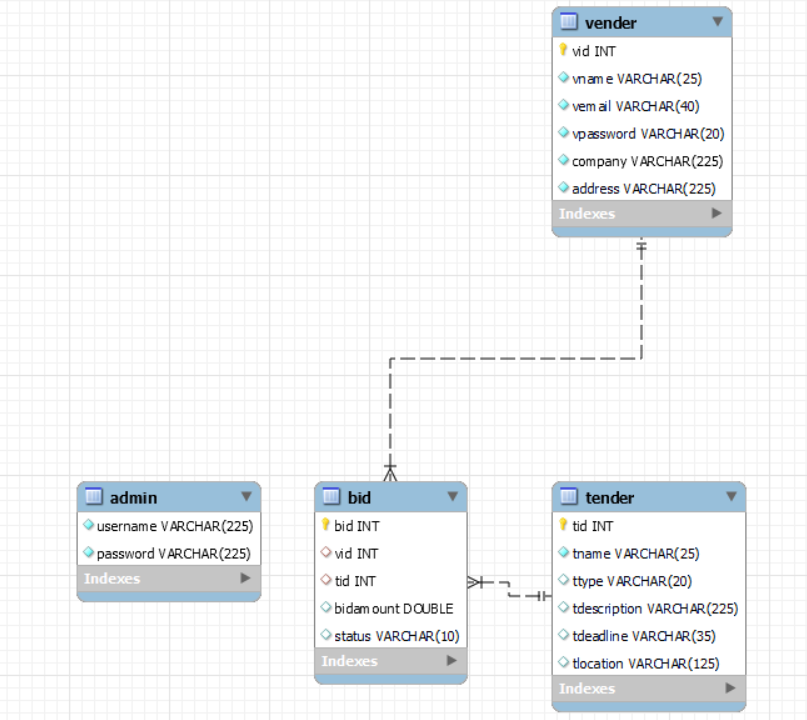 vender
vid INT
vname VARCHAR(25)
vemail VARCHAR(40)
vpassword VARCHAR(20)
company VARCHAR(225)
address VARCHAR(225)
Indexes
admin
username VARCHAR(225)
password VARCHAR(225)
Indexes
bid
bid INT
vid INT
tid INT
bidamount DOUBLE
status VARCHAR(10)
Indexes
tender
tid INT
tname VARCHAR(25)
ttype VARCHAR(20)
tdescription VARCHAR(225)
tdeadline VARCHAR(35)
tlocation VARCHAR(125)
Indexes